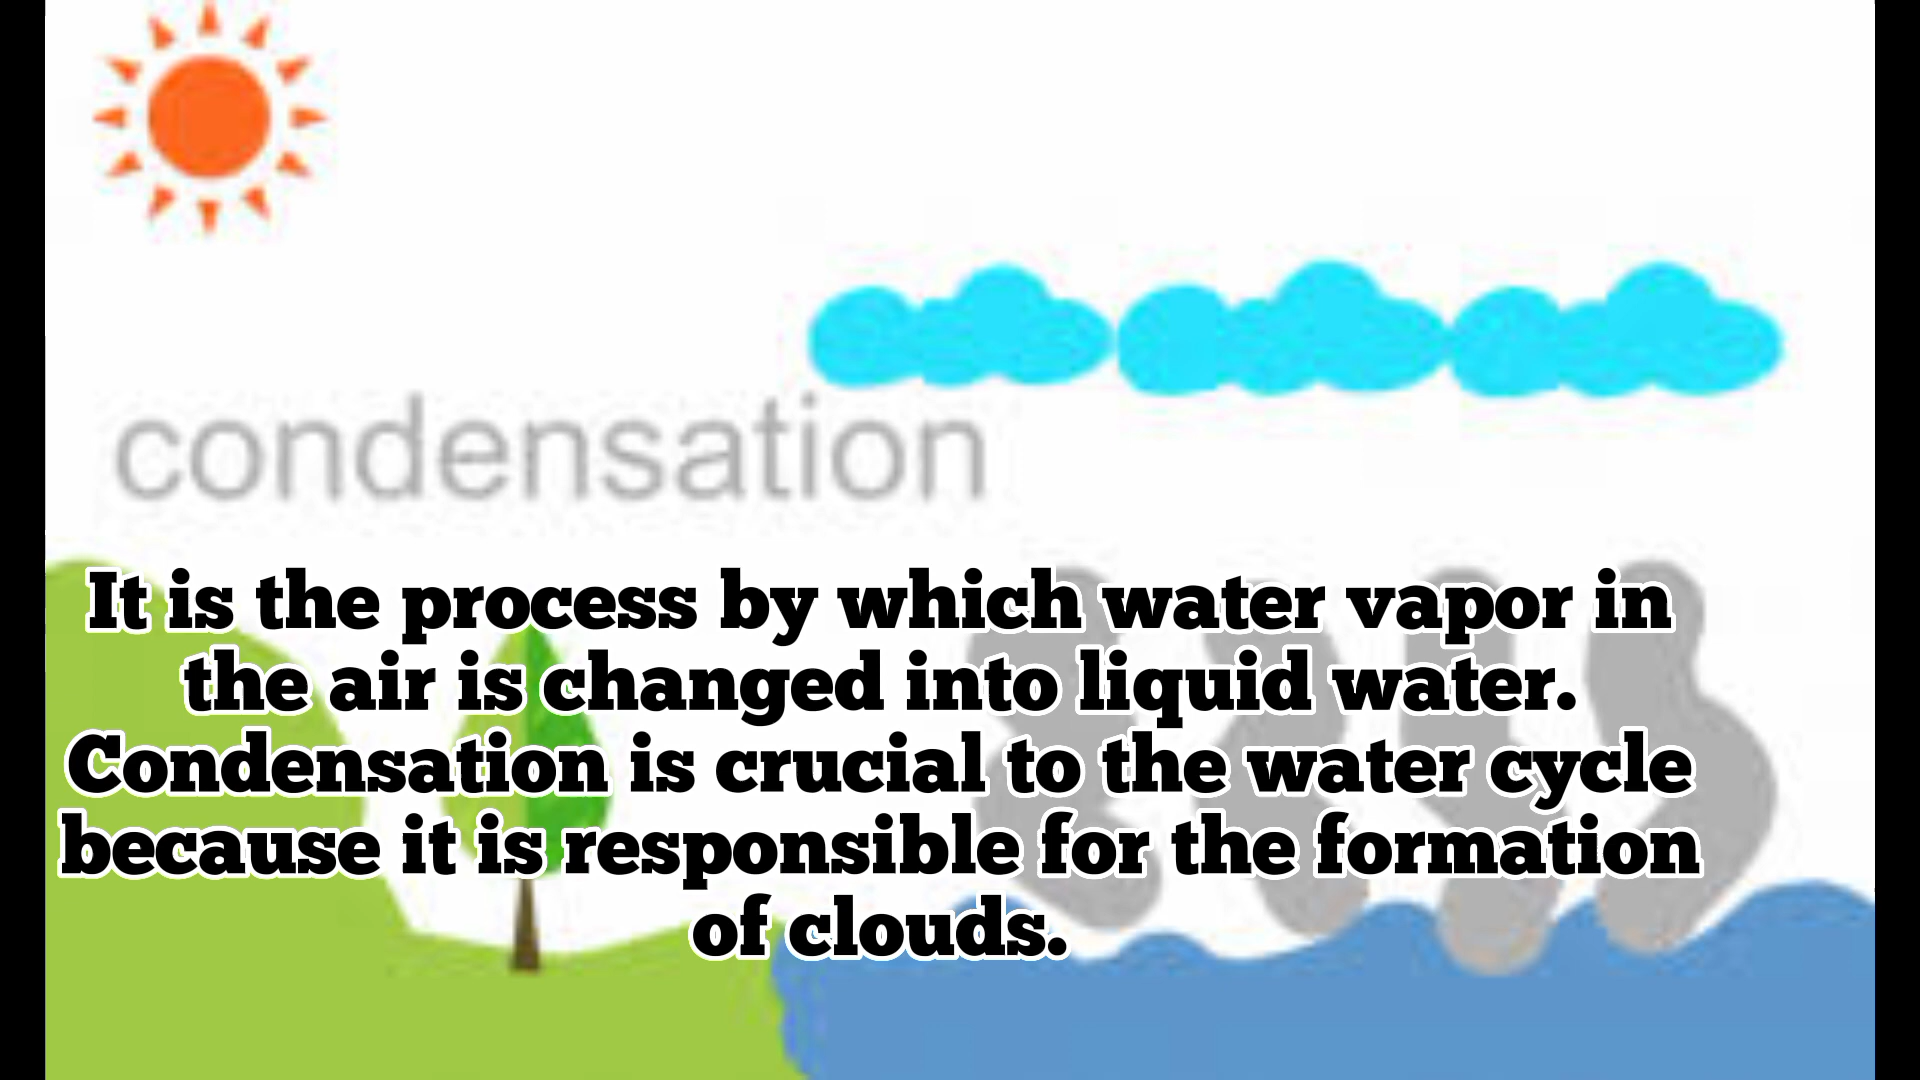 condensation
It is the process by which water vapor in
the air is changed into liquid water.
Condensation is crucial to the water cycle
because it is responsible for the formation
of clouds.